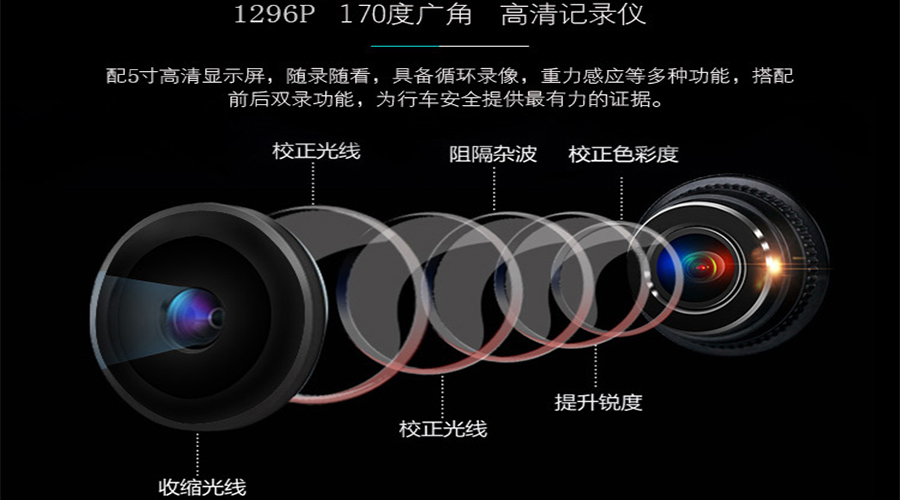 1296P 170度广角 高清记录仪
配5寸高清显示屏，随录随看，具备循环录像，重力感应等多种功能，搭配
前后双录功能，为行车安全提供最有力的证据。
校正光线
阻隔杂波
校正色彩度
提升锐度
校正光线
收缩光线